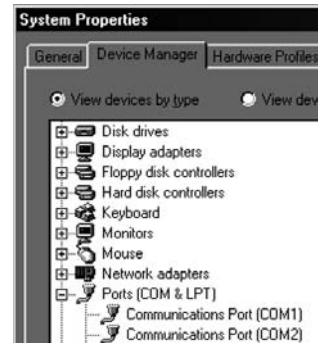 System Properties
General Device Manager Hardware Profiles
View devices by type View dev
Disk drives
Display adapters
Floppy disk controllers
Hard disk controllers
Keyboard
Monitors
Mouse
Network adapters
Ports (COM & LPT)
Communications Port (COM1)
Communications Port (COM2)